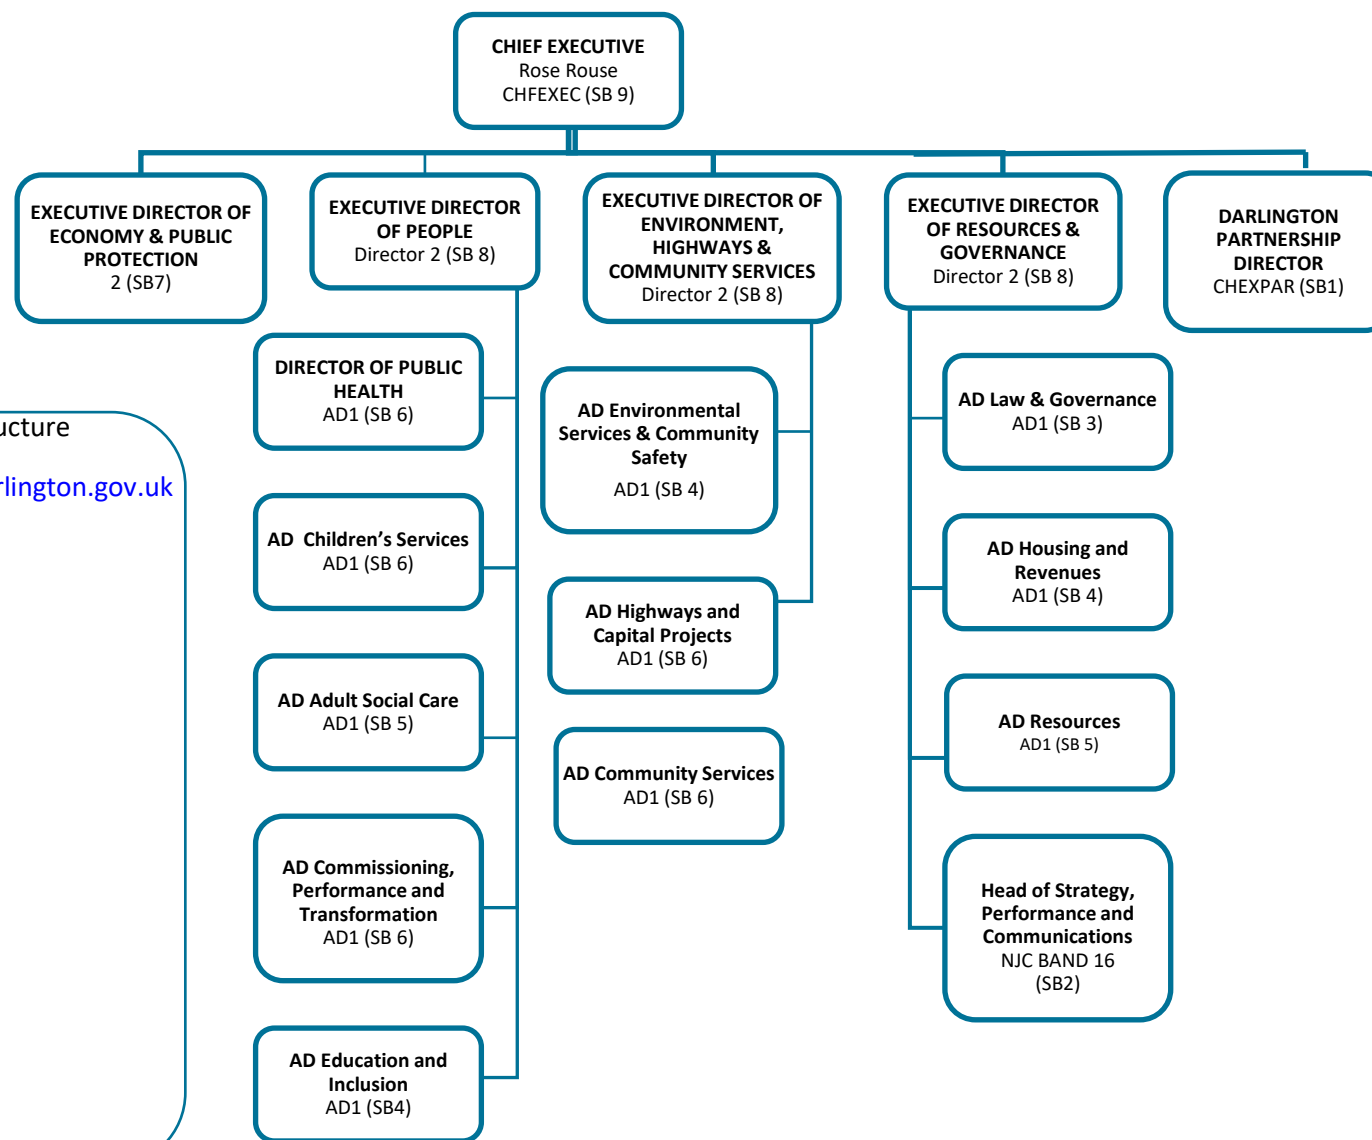 CHIEF EXECUTIVE
Rose Rouse
CHFEXEC (SB 9)
EXECUTIVE DIRECTOR OF
ECONOMY & PUBLIC
PROTECTION
2 (SB7)
EXECUTIVE DIRECTOR
OF PEOPLE
Director 2 (SB 8)
EXECUTIVE DIRECTOR OF
ENVIRONMENT,
HIGHWAYS &
COMMUNITY SERVICES
Director 2 (SB 8)
EXECUTIVE DIRECTOR
OF RESOURCES &
GOVERNANCE
Director 2 (SB 8)
DARLINGTON
PARTNERSHIP
DIRECTOR
CHEXPAR (SB1)
ucture
rlington.gov.uk
DIRECTOR OF PUBLIC
HEALTH
AD1 (SB 6)
AD Children’s Services
AD1 (SB 6)
AD Adult Social Care
AD1 (SB 5)
AD Commissioning,
Performance and
Transformation
AD1 (SB 6)
AD Education and
Inclusion
AD1 (SB4)
AD Environmental
Services & Community
Safety
AD1 (SB 4)
AD Highways and
Capital Projects
AD1 (SB 6)
AD Community Services
AD1 (SB 6)
AD Law & Governance
AD1 (SB 3)
AD Housing and
Revenues
AD1 (SB 4)
AD Resources
AD1 (SB 5)
Head of Strategy,
Performance and
Communications
NJC BAND 16
(SB2)